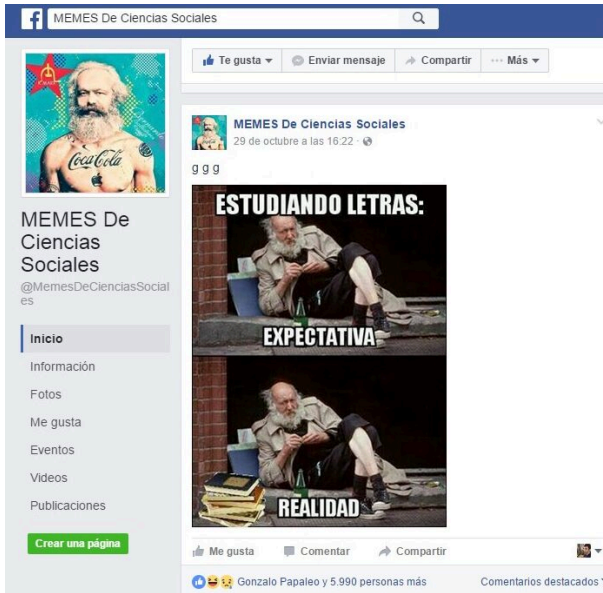 MEMES De Ciencias Sociales
Coca-Cola
MEMES De
Ciencias
Sociales
@MemesDeCienciasSocial
es
Inicio
Información
Fotos
Me gusta
Eventos
Videos
Publicaciones
Crear una página
Te gusta
Enviar mensaje
Compartir
Más
MEMES De Ciencias Sociales
29 de octubre a las 16:22
g g g
ESTUDIANDO LETRAS:
EXPECTATIVA
REALIDAD
Me gusta
Comentar
Compartir
Gonzalo Papaleo y 5.990 personas más
Comentarios destacados